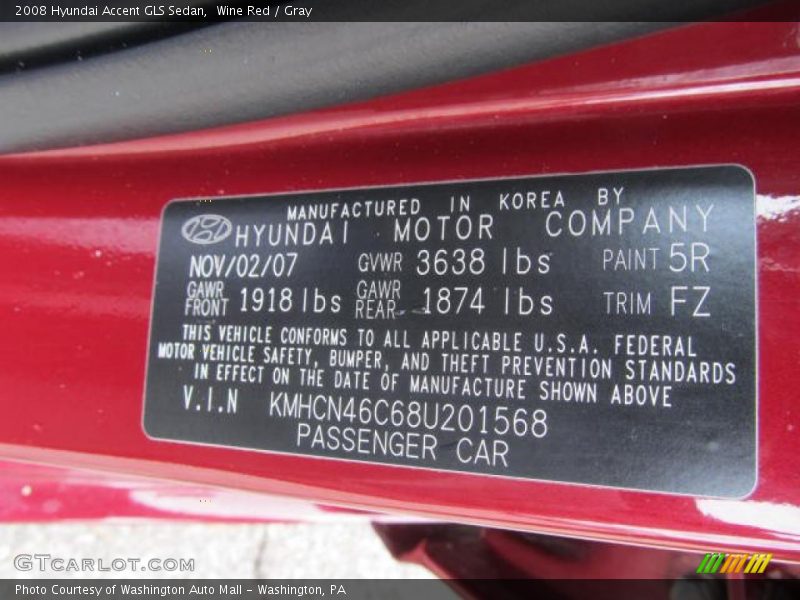 2008 Hyundai Accent GLS Sedan,  Wine Red / Gray
MANUFACTURED IN KOREA BY
HYUNDAI MOTOR COMPANY
NOV/02/07 GVWR 3638 lbs PAINT 5R
GAWR FRONT 1918 lbs GAWR REAR 1874 lbs TRIM FZ
THIS VEHICLE CONFORMS TO ALL APPLICABLE U.S.A. FEDERAL
MOTOR VEHICLE SAFETY, BUMPER, AND THEFT PREVENTION STANDARDS
IN EFFECT ON THE DATE OF MANUFACTURE SHOWN ABOVE
V.I.N KMHCN46C68U201568
PASSENGER CAR
GTCARLOT.COM
Photo Courtesy of Washington Auto Mall - Washington, PA